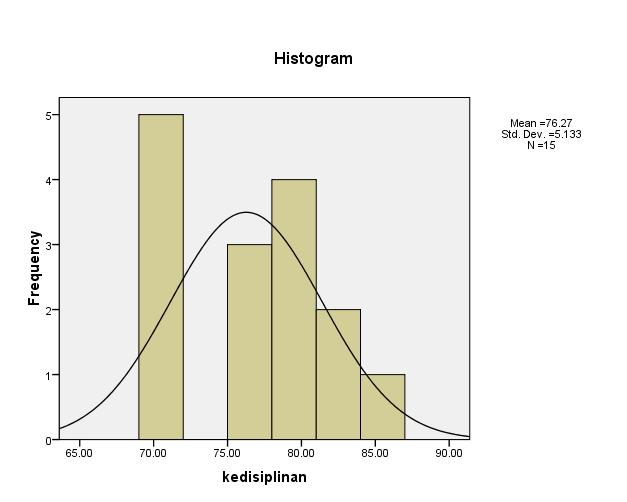 Histogram
Mean =76.27
Std. Dev. =5.133
N =15
Frequency
5
4
3
2
1
0
65.00 70.00 75.00 80.00 85.00 90.00
kedisiplinan